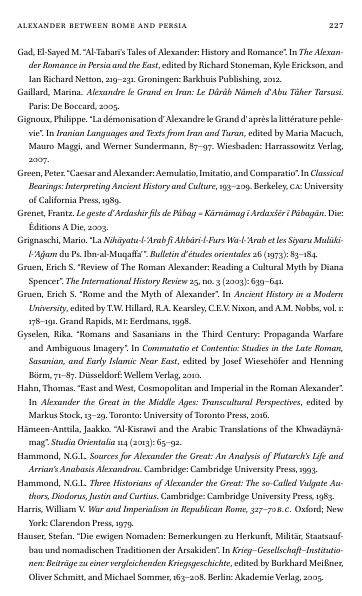 ALEXANDER BETWEEN ROME AND PERSIA 227
Gad, El-Sayed M. “Al-Tabari’s Tales of Alexander: History and Romance”. In The Alexan-
der Romance in Persia and the East, edited by Richard Stoneman, Kyle Erickson, and
Ian Richard Netton, 219–231. Groningen: Barkhuis Publishing, 2012.
Gaillard, Marina. Alexandre le Grand en Iran: Le Dârâb Nâmeh d’Abu Tâher Tarsusi.
Paris: De Boccard, 2005.
Gignoux, Philippe. “La démonisation d’Alexandre le Grand d’après la littérature pehle-
vie”. In Iranian Languages and Texts from Iran and Turan, edited by Maria Macuch,
Mauro Maggi, and Werner Sundermann, 87–97. Wiesbaden: Harrassowitz Verlag,
2007.
Green, Peter. “Caesar and Alexander: Aemulatio, Imitatio, and Comparatio”. In Classical
Bearings: Interpreting Ancient History and Culture, 193–209. Berkeley, CA: University
of California Press, 1989.
Grenet, Frantz. Le geste d’Ardashir fils de Pâbag = Kārnāmag ī Ardaxšēr ī Pābagān. Die:
Éditions A Die, 2003.
Grignaschi, Mario. “La Nihāyatu-l-‘Arab fī Ahbāri-l-Furs Wa-l-‘Arab et les Siyaru Mulūki-
l-‘Ağam du Ps. Ibn-al-Muqaffa‘”. Bulletin d’études orientales 26 (1973): 83–184.
Gruen, Erich S. “Review of The Roman Alexander: Reading a Cultural Myth by Diana
Spencer”. The International History Review 25, no. 3 (2003): 639–641.
Gruen, Erich S. “Rome and the Myth of Alexander”. In Ancient History in a Modern
University, edited by T.W. Hillard, R.A. Kearsley, C.E.V. Nixon, and A.M. Nobbs, vol. 1:
178–191. Grand Rapids, MI: Eerdmans, 1998.
Gyselen, Rika. “Romans and Sasanians in the Third Century: Propaganda Warfare
and Ambiguous Imagery”. In Commutatio et Contentio: Studies in the Late Roman,
Sasanian, and Early Islamic Near East, edited by Josef Wiesehöfer and Henning
Börm, 71–87. Düsseldorf: Wellem Verlag, 2010.
Hahn, Thomas. “East and West, Cosmopolitan and Imperial in the Roman Alexander”.
In Alexander the Great in the Middle Ages: Transcultural Perspectives, edited by
Markus Stock, 13–29. Toronto: University of Toronto Press, 2016.
Hämeen-Anttila, Jaakko. “Al-Kisrawī and the Arabic Translations of the Khwadāynā-
mag”. Studia Orientalia 114 (2013): 65–92.
Hammond, N.G.L. Sources for Alexander the Great: An Analysis of Plutarch’s Life and
Arrian’s Anabasis Alexandrou. Cambridge: Cambridge University Press, 1993.
Hammond, N.G.L. Three Historians of Alexander the Great: The so-Called Vulgate Au-
thors, Diodorus, Justin and Curtius. Cambridge: Cambridge University Press, 1983.
Harris, William V. War and Imperialism in Republican Rome, 327–70 B.C. Oxford; New
York: Clarendon Press, 1979.
Hauser, Stefan. “Die ewigen Nomaden: Bemerkungen zu Herkunft, Militär, Staatsauf-
bau und nomadischen Traditionen der Arsakiden”. In Krieg–Gesellschaft–Institutio-
nen: Beiträge zu einer vergleichenden Kriegsgeschichte, edited by Burkhard Meißner,
Oliver Schmitt, and Michael Sommer, 163–208. Berlin: Akademie Verlag, 2005.